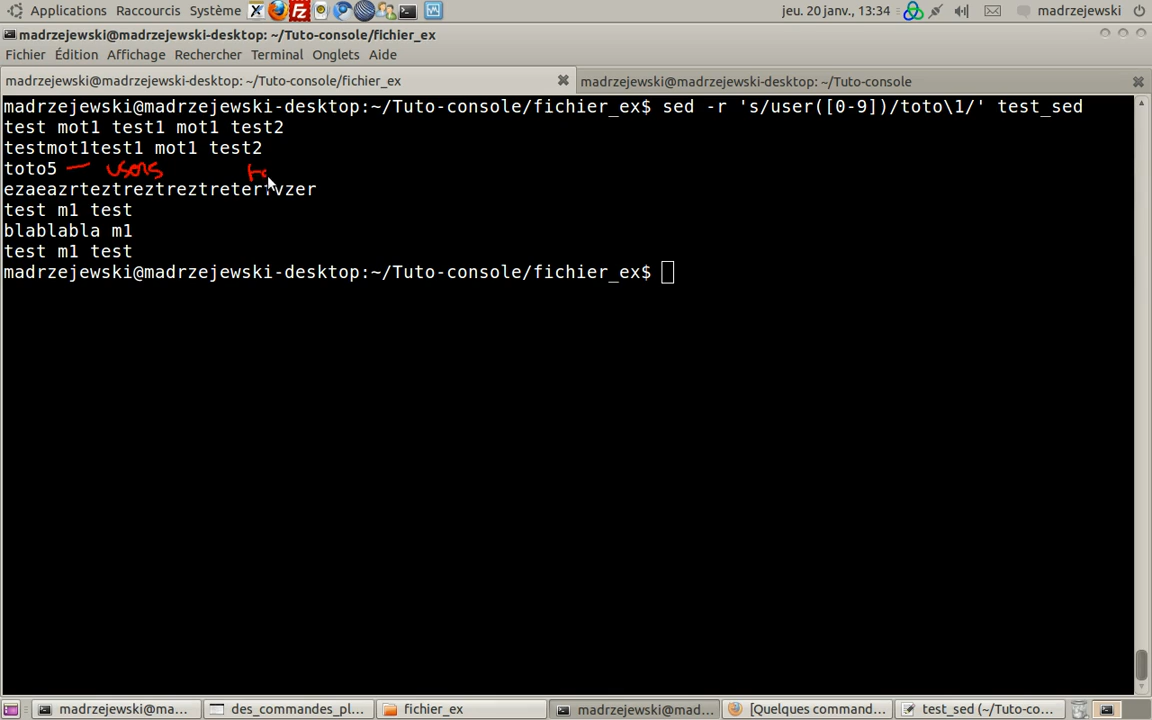 Applications Raccourcis Système jeu. 20 janv., 13:34 madrzejewski
madrzejewski@madrzejewski-desktop: ~/Tuto-console/fichier_ex
Fichier Édition Affichage Rechercher Terminal Onglets Aide
madrzejewski@madrzejewski-desktop: ~/Tuto-console/fichier_ex madrzejewski@madrzejewski-desktop: ~/Tuto-console
madrzejewski@madrzejewski-desktop:~/Tuto-console/fichier_ex$ sed -r 's/user([0-9])/toto\1/' test_sed
test mot1 test1 mot1 test2
testmot1test1 mot1 test2
toto5
ezaeazrteztreztreztreterfvzer
test m1 test
blablabla m1
test m1 test
madrzejewski@madrzejewski-desktop:~/Tuto-console/fichier_ex$
madrzejewski@ma... des_commandes_pl... fichier_ex madrzejewski@mad... [Quelques command... test_sed (~/Tuto-co...